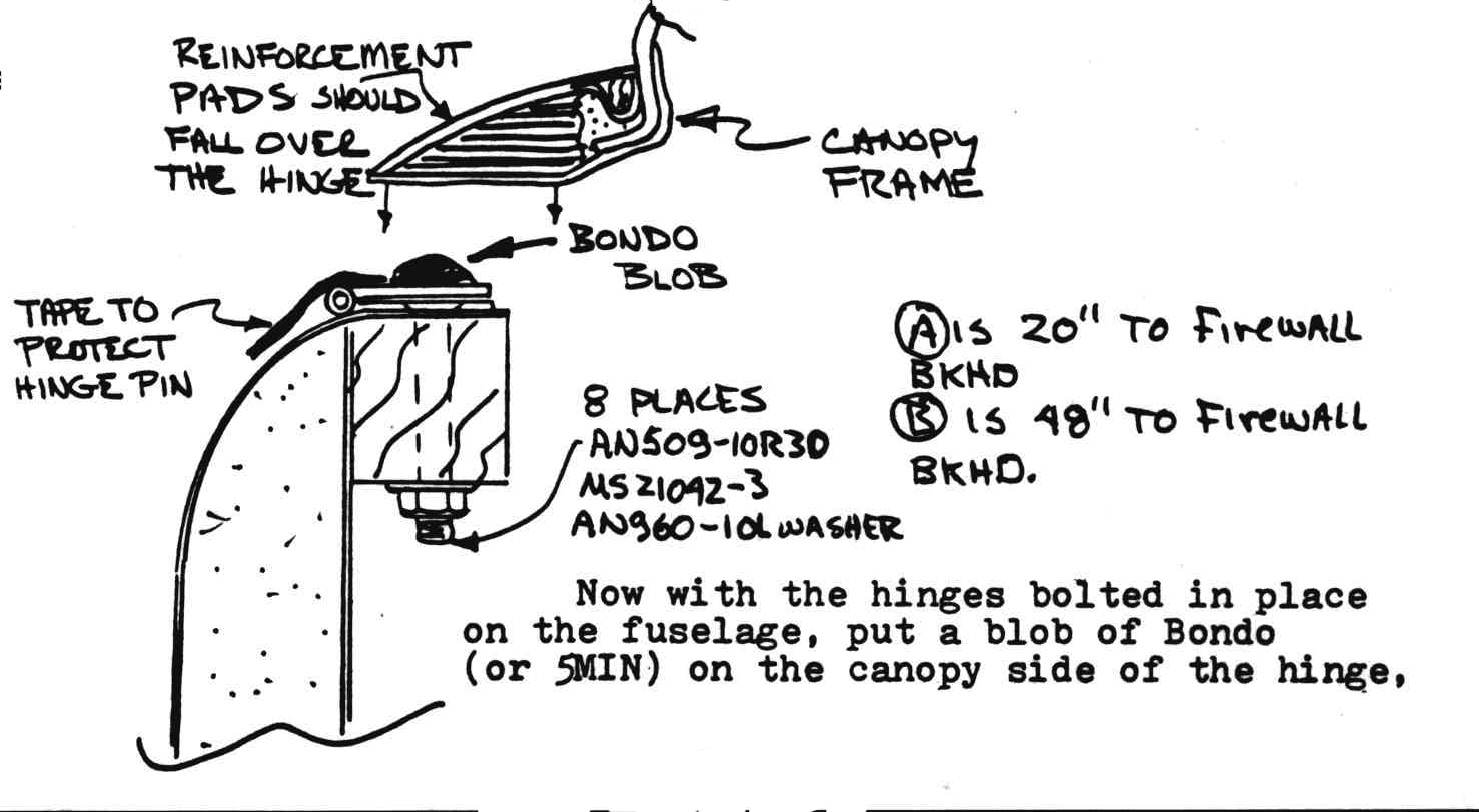 REINFORCEMENT
PADS SHOULD
FALL OVER
THE HINGE
CANOPY
FRAME
BONDO
BLOB
TAPE TO
PROTECT
HINGE PIN
Ⓐ IS 20" TO FIREWALL
BKHD
Ⓑ IS 48" TO FIREWALL
BKHD.
8 PLACES
AN509-10R30
MS21042-3
AN960-10L WASHER
Now with the hinges bolted in place
on the fuselage, put a blob of Bondo
(or 5MIN) on the canopy side of the hinge,